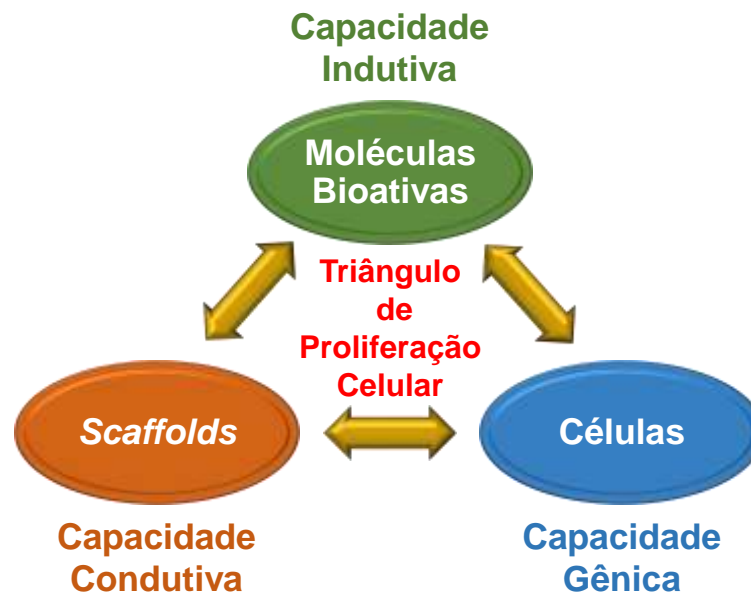 Capacidade
Indutiva
Moléculas
Bioativas
Triângulo
de
Proliferação
Celular
Scaffolds
Células
Capacidade
Condutiva
Capacidade
Gênica